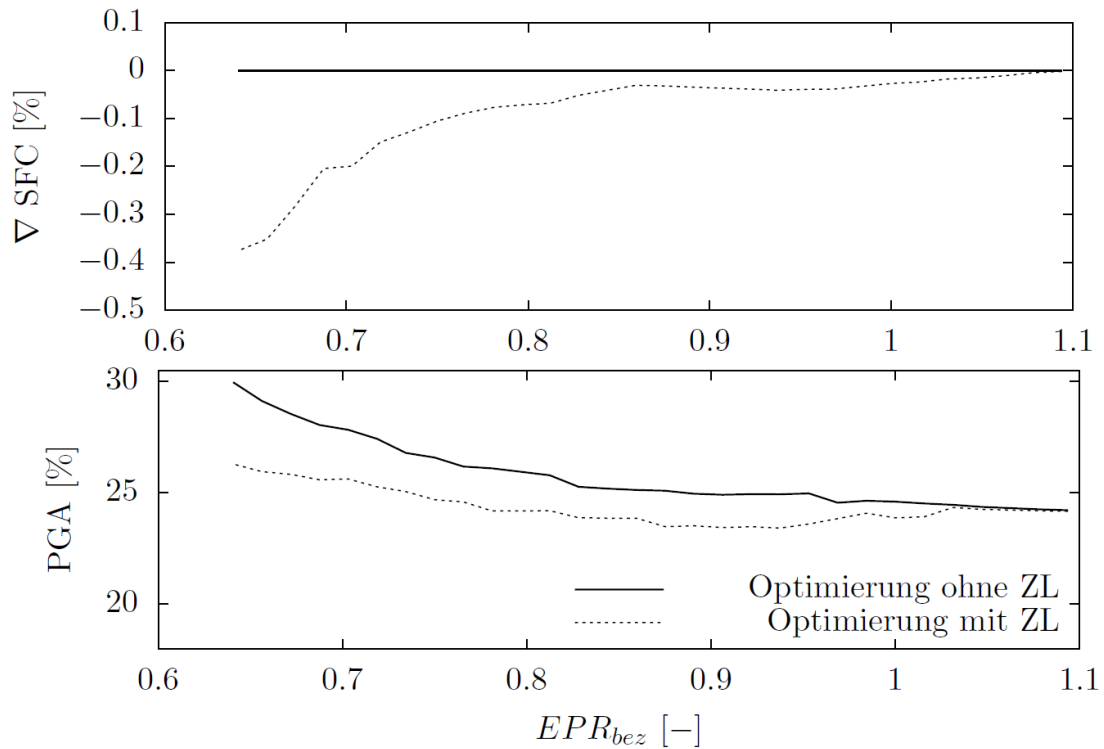 0.1
0
−0.1
−0.2
−0.3
−0.4
−0.5
∇ SFC [%]
0.6 0.7 0.8 0.9 1 1.1
30
25
20
PGA [%]
Optimierung ohne ZL
Optimierung mit ZL
0.6 0.7 0.8 0.9 1 1.1
EPR_bez [−]